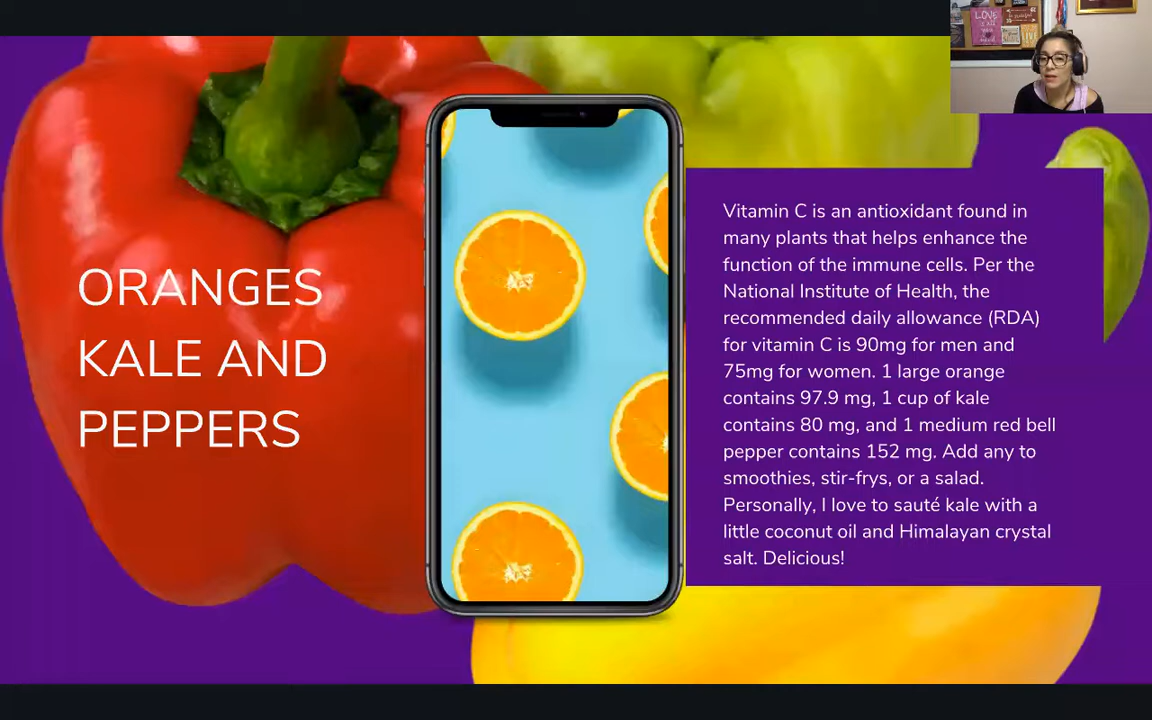 ORANGES
KALE AND
PEPPERS
Vitamin C is an antioxidant found in
many plants that helps enhance the
function of the immune cells. Per the
National Institute of Health, the
recommended daily allowance (RDA)
for vitamin C is 90mg for men and
75mg for women. 1 large orange
contains 97.9 mg, 1 cup of kale
contains 80 mg, and 1 medium red bell
pepper contains 152 mg. Add any to
smoothies, stir-frys, or a salad.
Personally, I love to sauté kale with a
little coconut oil and Himalayan crystal
salt. Delicious!
LOVE